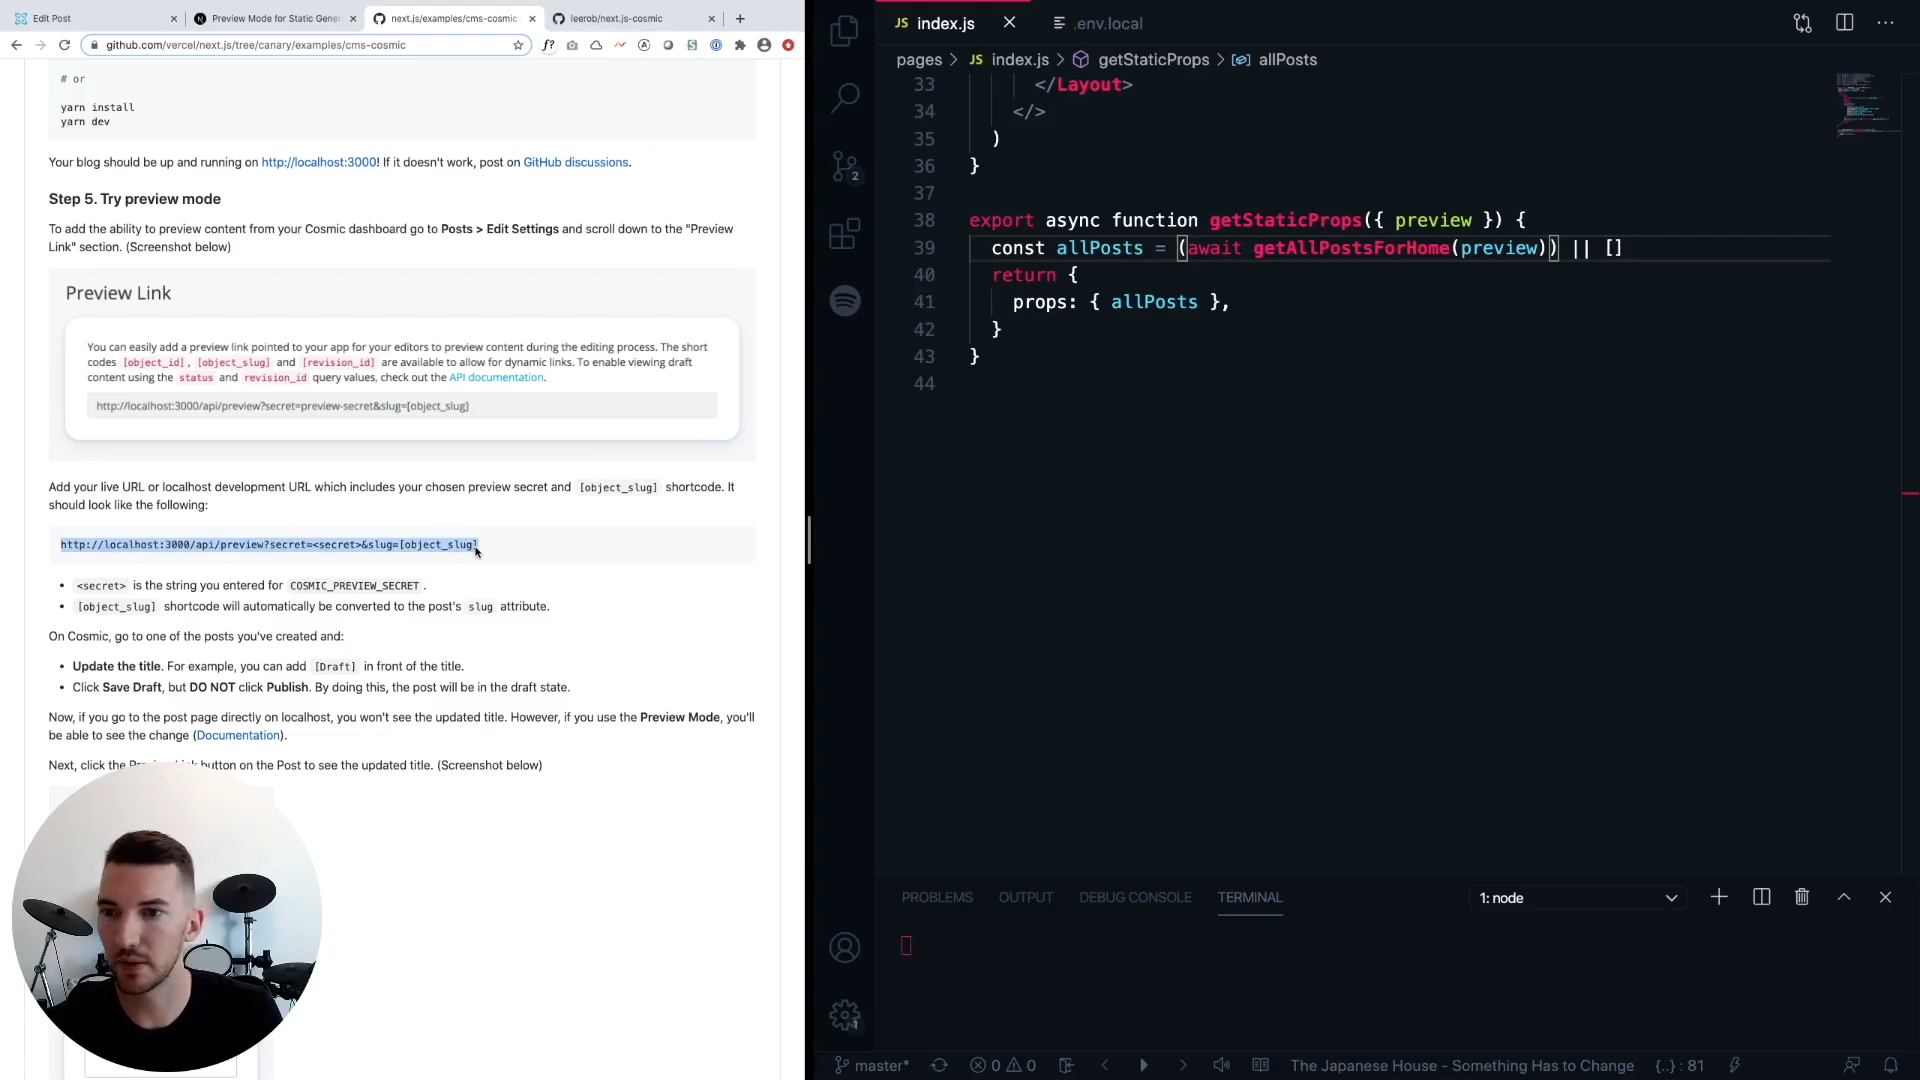 Edit Post
Preview Mode for Static Gener
next.js/examples/cms-cosmic
leerob/next.js-cosmic
github.com/vercel/next.js/tree/canary/examples/cms-cosmic
# or
yarn install
yarn dev
Your blog should be up and running on http://localhost:3000! If it doesn't work, post on GitHub discussions.
Step 5. Try preview mode
To add the ability to preview content from your Cosmic dashboard go to Posts > Edit Settings and scroll down to the "Preview
Link" section. (Screenshot below)
Preview Link
You can easily add a preview link pointed to your app for your editors to preview content during the editing process. The short
codes [object_id], [object_slug] and [revision_id] are available to allow for dynamic links. To enable viewing draft
content using the status and revision_id query values, check out the API documentation.
http://localhost:3000/api/preview?secret=preview-secret&slug=[object_slug]
Add your live URL or localhost development URL which includes your chosen preview secret and [object_slug] shortcode. It
should look like the following:
http://localhost:3000/api/preview?secret=<secret>&slug=[object_slug]
• <secret> is the string you entered for COSMIC_PREVIEW_SECRET.
• [object_slug] shortcode will automatically be converted to the post's slug attribute.
On Cosmic, go to one of the posts you've created and:
• Update the title. For example, you can add [Draft] in front of the title.
• Click Save Draft, but DO NOT click Publish. By doing this, the post will be in the draft state.
Now, if you go to the post page directly on localhost, you won't see the updated title. However, if you use the Preview Mode, you'll
be able to see the change (Documentation).
Next, click the button on the Post to see the updated title. (Screenshot below)
JS index.js
.env.local
pages > JS index.js > getStaticProps > allPosts
33 </Layout>
34 </>
35 )
36 }
37
38 export async function getStaticProps({ preview }) {
39 const allPosts = (await getAllPostsForHome(preview)) || []
40 return {
41 props: { allPosts },
42 }
43 }
44
2
PROBLEMS OUTPUT DEBUG CONSOLE TERMINAL 1: node
1
master* 0 0 The Japanese House - Something Has to Change {..} : 81